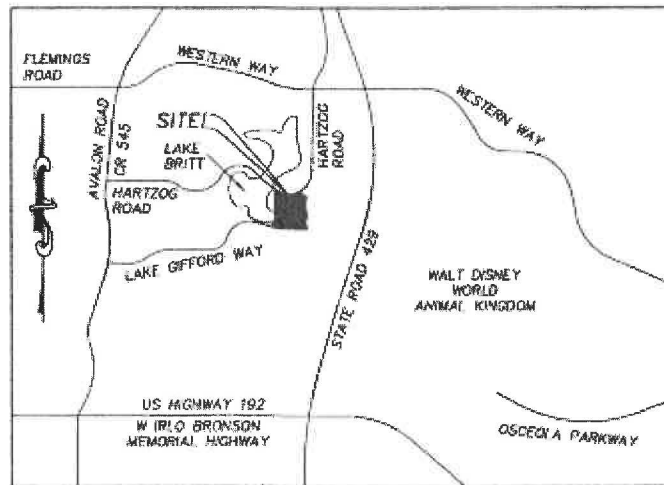 FLEMINGS
ROAD
WESTERN WAY
WESTERN WAY
SITE
AVALON ROAD
CR 545
LAKE
BRITT
HARTZOG
ROAD
HARTZOG
ROAD
LAKE GIFFORD WAY
STATE ROAD 429
WALT DISNEY
WORLD
ANIMAL KINGDOM
US HIGHWAY 192
W IRLO BRONSON
MEMORIAL HIGHWAY
OSCEOLA PARKWAY